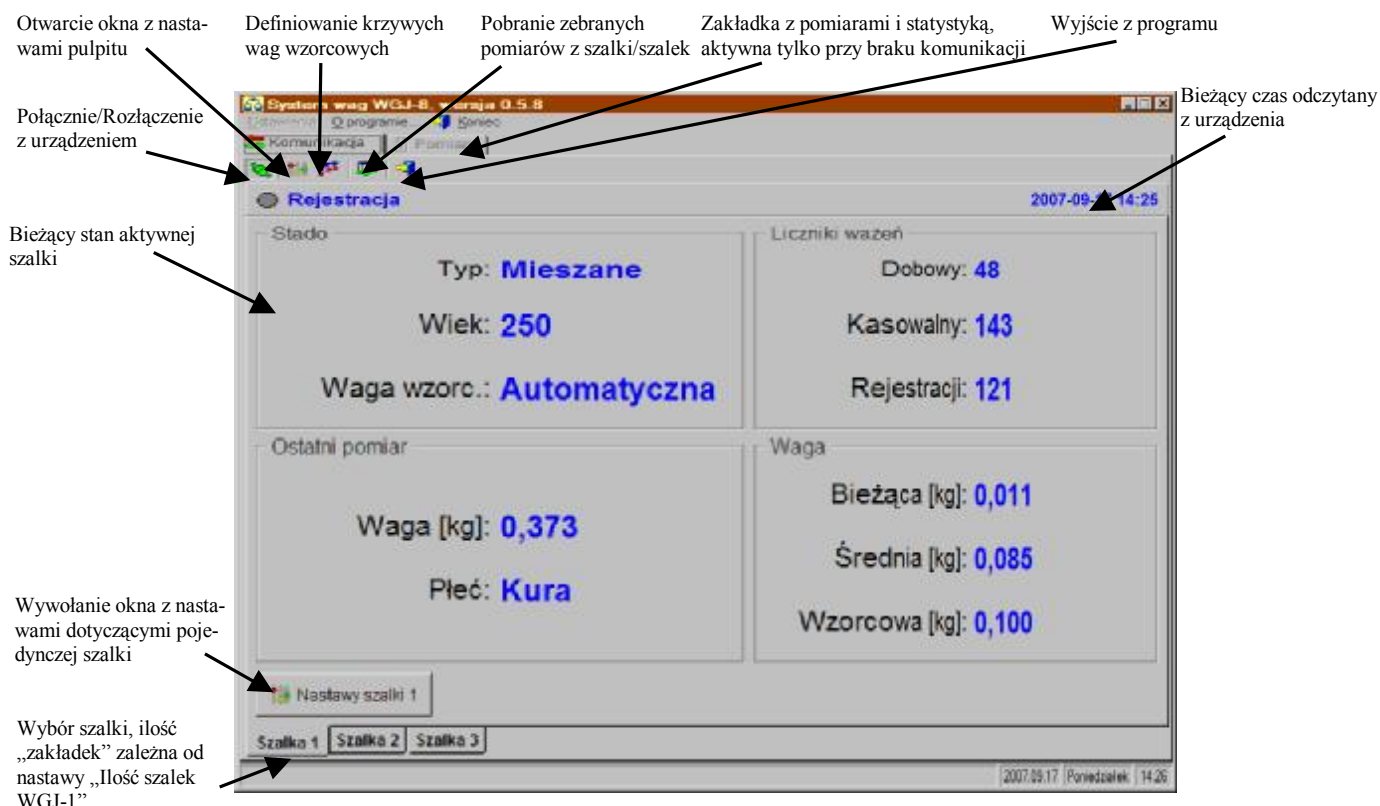 Otwarcie okna z nasta-
wami pulpitu
Definiowanie krzywych
wag wzorcowych
Pobranie zebranych
pomiarów z szalki/szalek
Zakładka z pomiarami i statystyką,
aktywna tylko przy braku komunikacji
Wyjście z programu
Połącznie/Rozłączenie
z urządzeniem
Bieżący czas odczytany
z urządzenia
System wag WGJ-8, wersja 0.5.8
Ustawienia O programie Koniec
Komunikacja Pomiary
Rejestracja
2007-09-17 14:25
Bieżący stan aktywnej
szalki
Stado
Typ: Mieszane
Wiek: 250
Waga wzorc.: Automatyczna
Liczniki ważeń
Dobowy: 48
Kasowalny: 143
Rejestracji: 121
Ostatni pomiar
Waga [kg]: 0,373
Płeć: Kura
Waga
Bieżąca [kg]: 0,011
Średnia [kg]: 0,085
Wzorcowa [kg]: 0,100
Wywołanie okna z nasta-
wami dotyczącymi poje-
dynczej szalki
Nastawy szalki 1
Wybór szalki, ilość
„zakładek” zależna od
nastawy „Ilość szalek
WGJ-1”
Szalka 1 Szalka 2 Szalka 3
2007.09.17 Poniedziałek 14:26